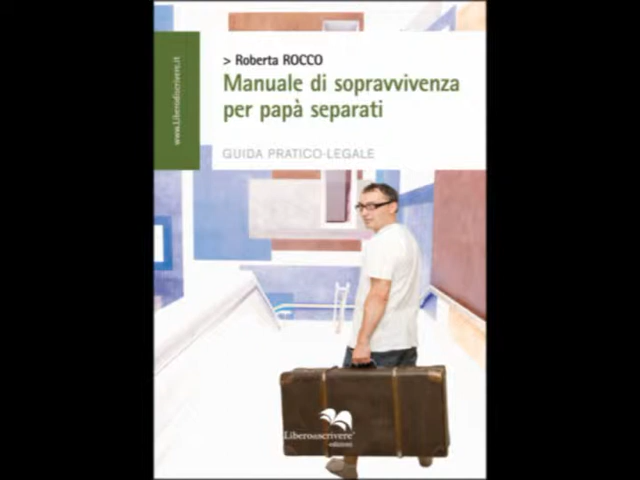 www.Liberodiscrivere.it
> Roberta ROCCO
Manuale di sopravvivenza
per papà separati
GUIDA PRATICO-LEGALE
Liberodiscrivere®
edizioni